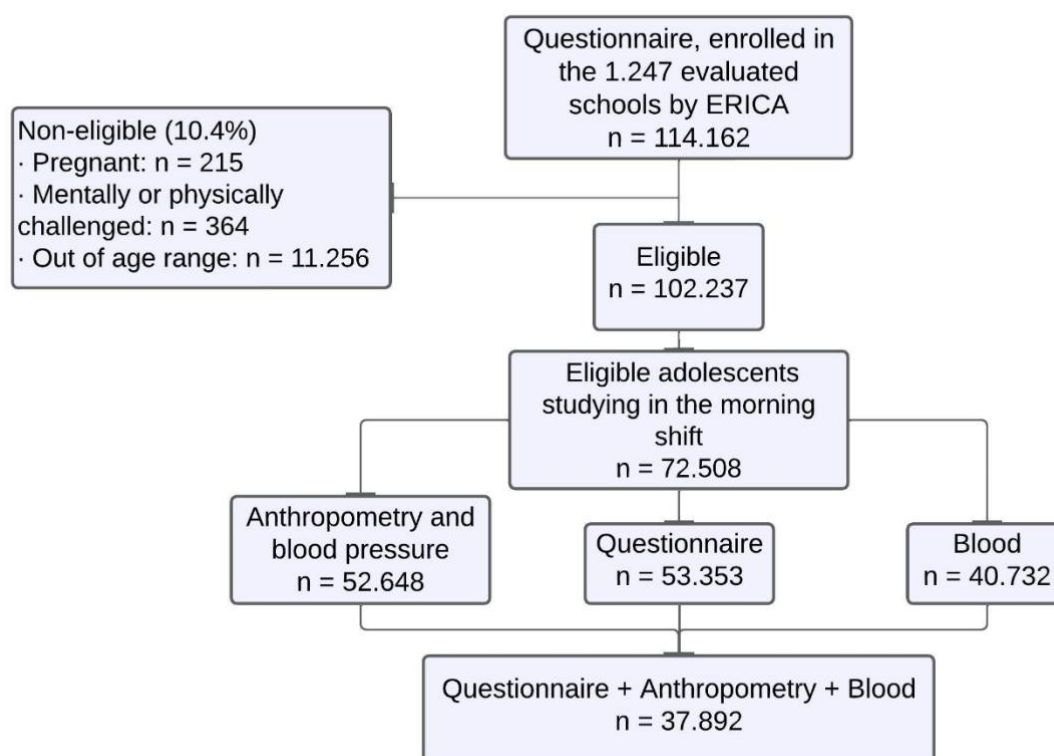 Questionnaire, enrolled in
the 1.247 evaluated
schools by ERICA
n = 114.162
Non-eligible (10.4%)
· Pregnant: n = 215
· Mentally or physically
challenged: n = 364
· Out of age range: n = 11.256
Eligible
n = 102.237
Eligible adolescents
studying in the morning
shift
n = 72.508
Anthropometry and
blood pressure
n = 52.648
Questionnaire
n = 53.353
Blood
n = 40.732
Questionnaire + Anthropometry + Blood
n = 37.892